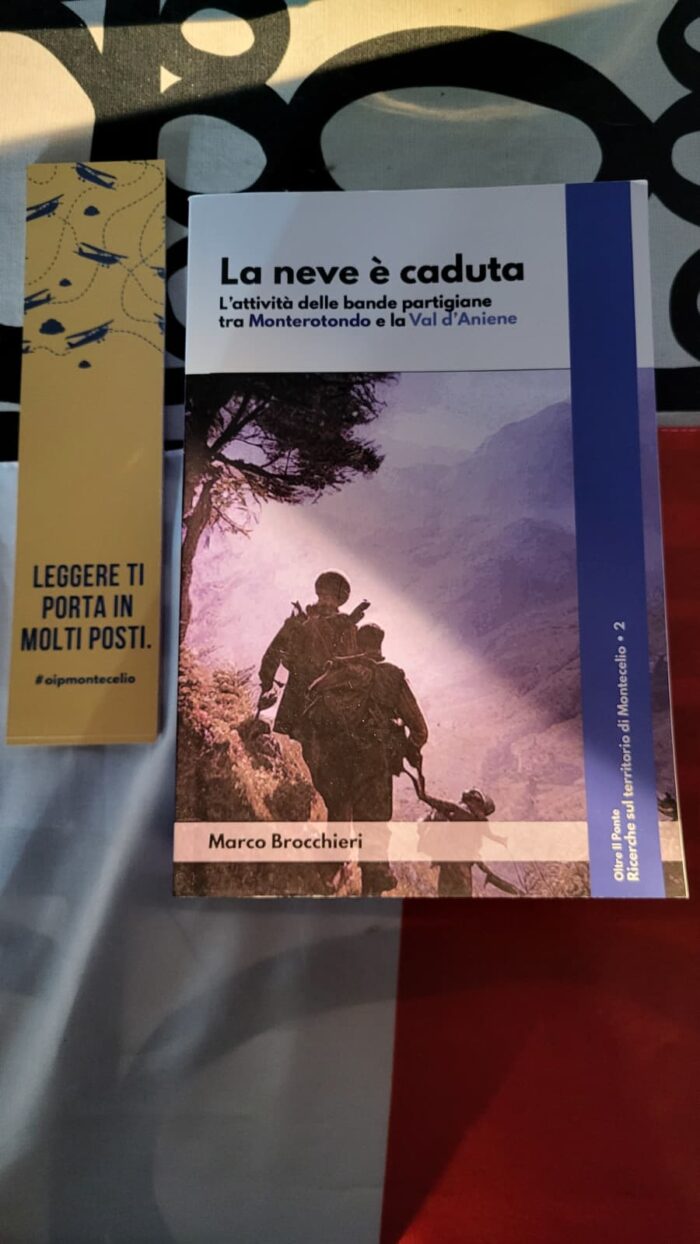 LEGGERE TI
PORTA IN
MOLTI POSTI.
#oipmontecelio
La neve è caduta
L'attività delle bande partigiane
tra Monterotondo e la Val d'Aniene
Marco Brocchieri
Oltre Il Ponte
Ricerche sul territorio di Montecelio • 2